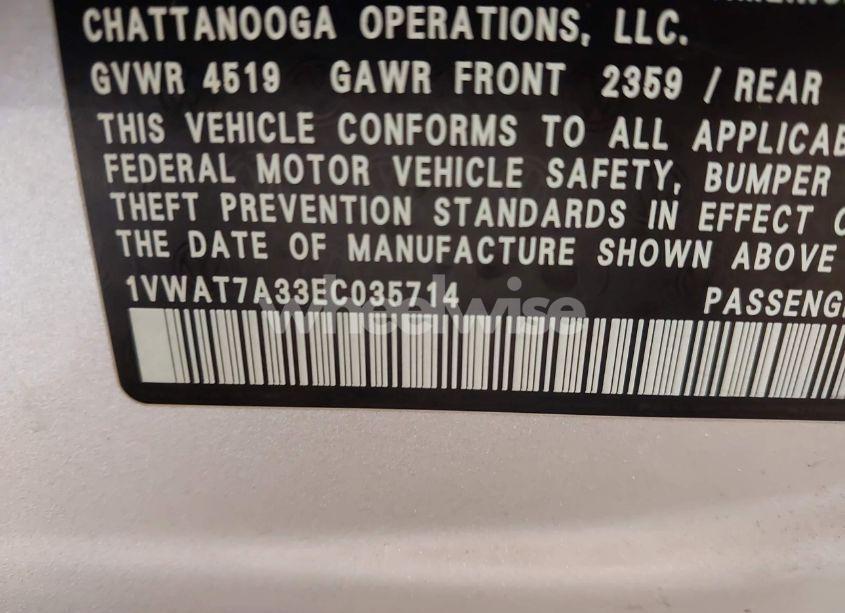 CHATTANOOGA OPERATIONS, LLC.
GVWR 4519 GAWR FRONT 2359 / REAR
THIS VEHICLE CONFORMS TO ALL APPLICAB
FEDERAL MOTOR VEHICLE SAFETY, BUMPER
THEFT PREVENTION STANDARDS IN EFFECT O
THE DATE OF MANUFACTURE SHOWN ABOVE
1VWAT7A33EC035714 PASSENG
wheelwise